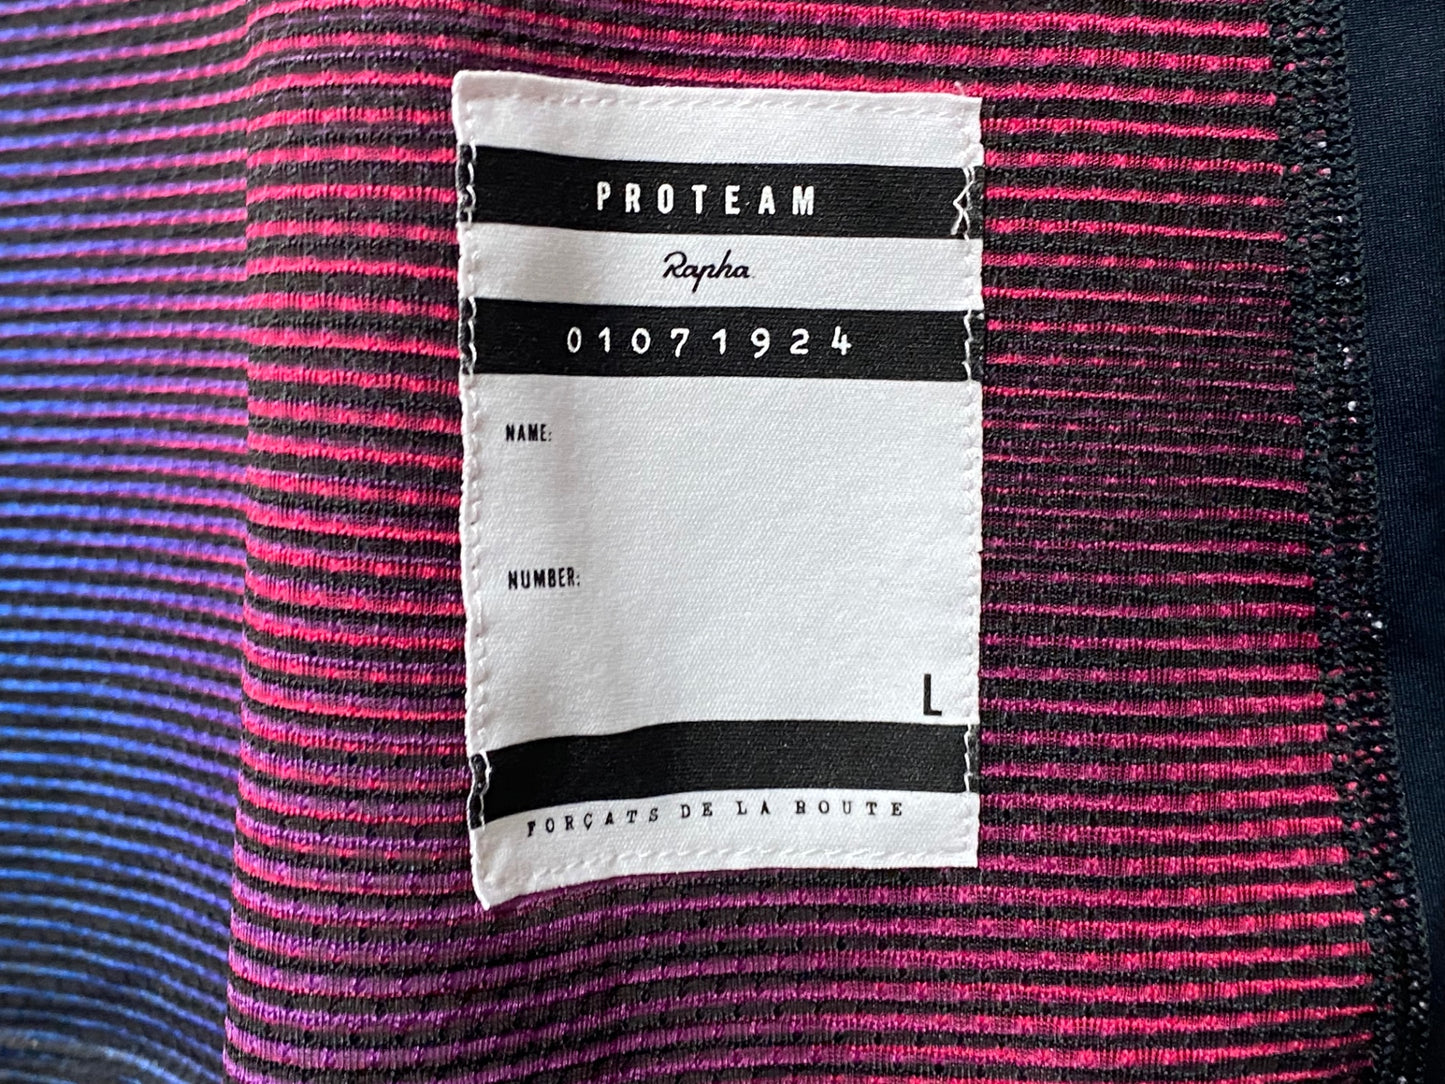 PROTEAM
Rapha
01071924
NAME:
NUMBER:
L
FORÇATS DE LA ROUTE